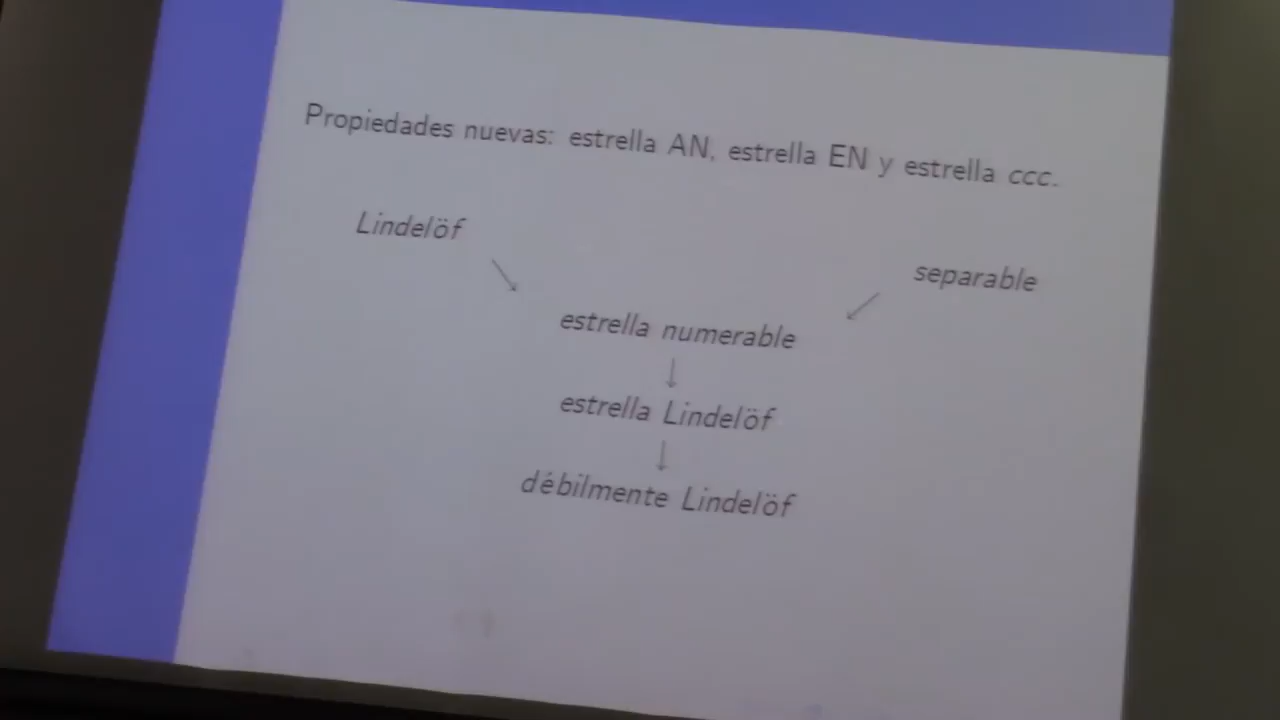 Propiedades nuevas: estrella AN, estrella EN y estrella ccc.
Lindelöf
separable
estrella numerable
estrella Lindelöf
débilmente Lindelöf